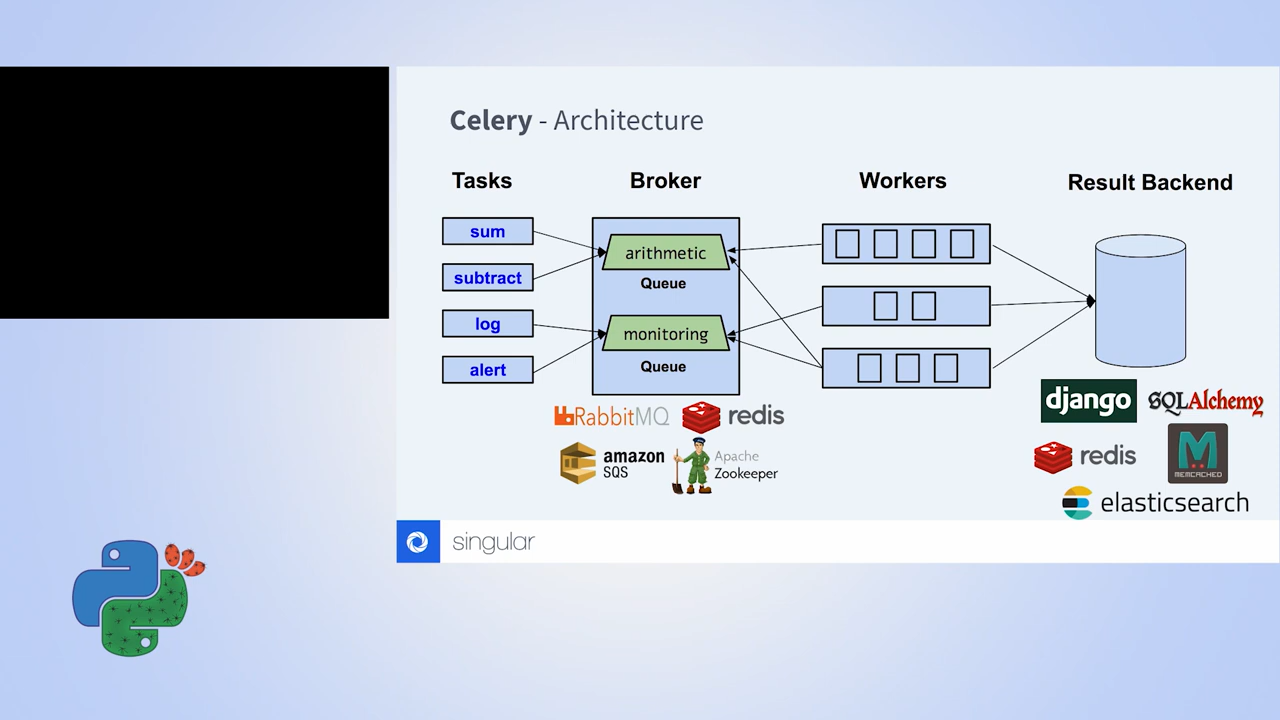 Celery - Architecture
Tasks
Broker
Workers
Result Backend
sum
subtract
log
alert
arithmetic
Queue
monitoring
Queue
RabbitMQ
redis
amazon
SQS
Apache
Zookeeper
django
SQLAlchemy
redis
MEMCACHED
elasticsearch
singular